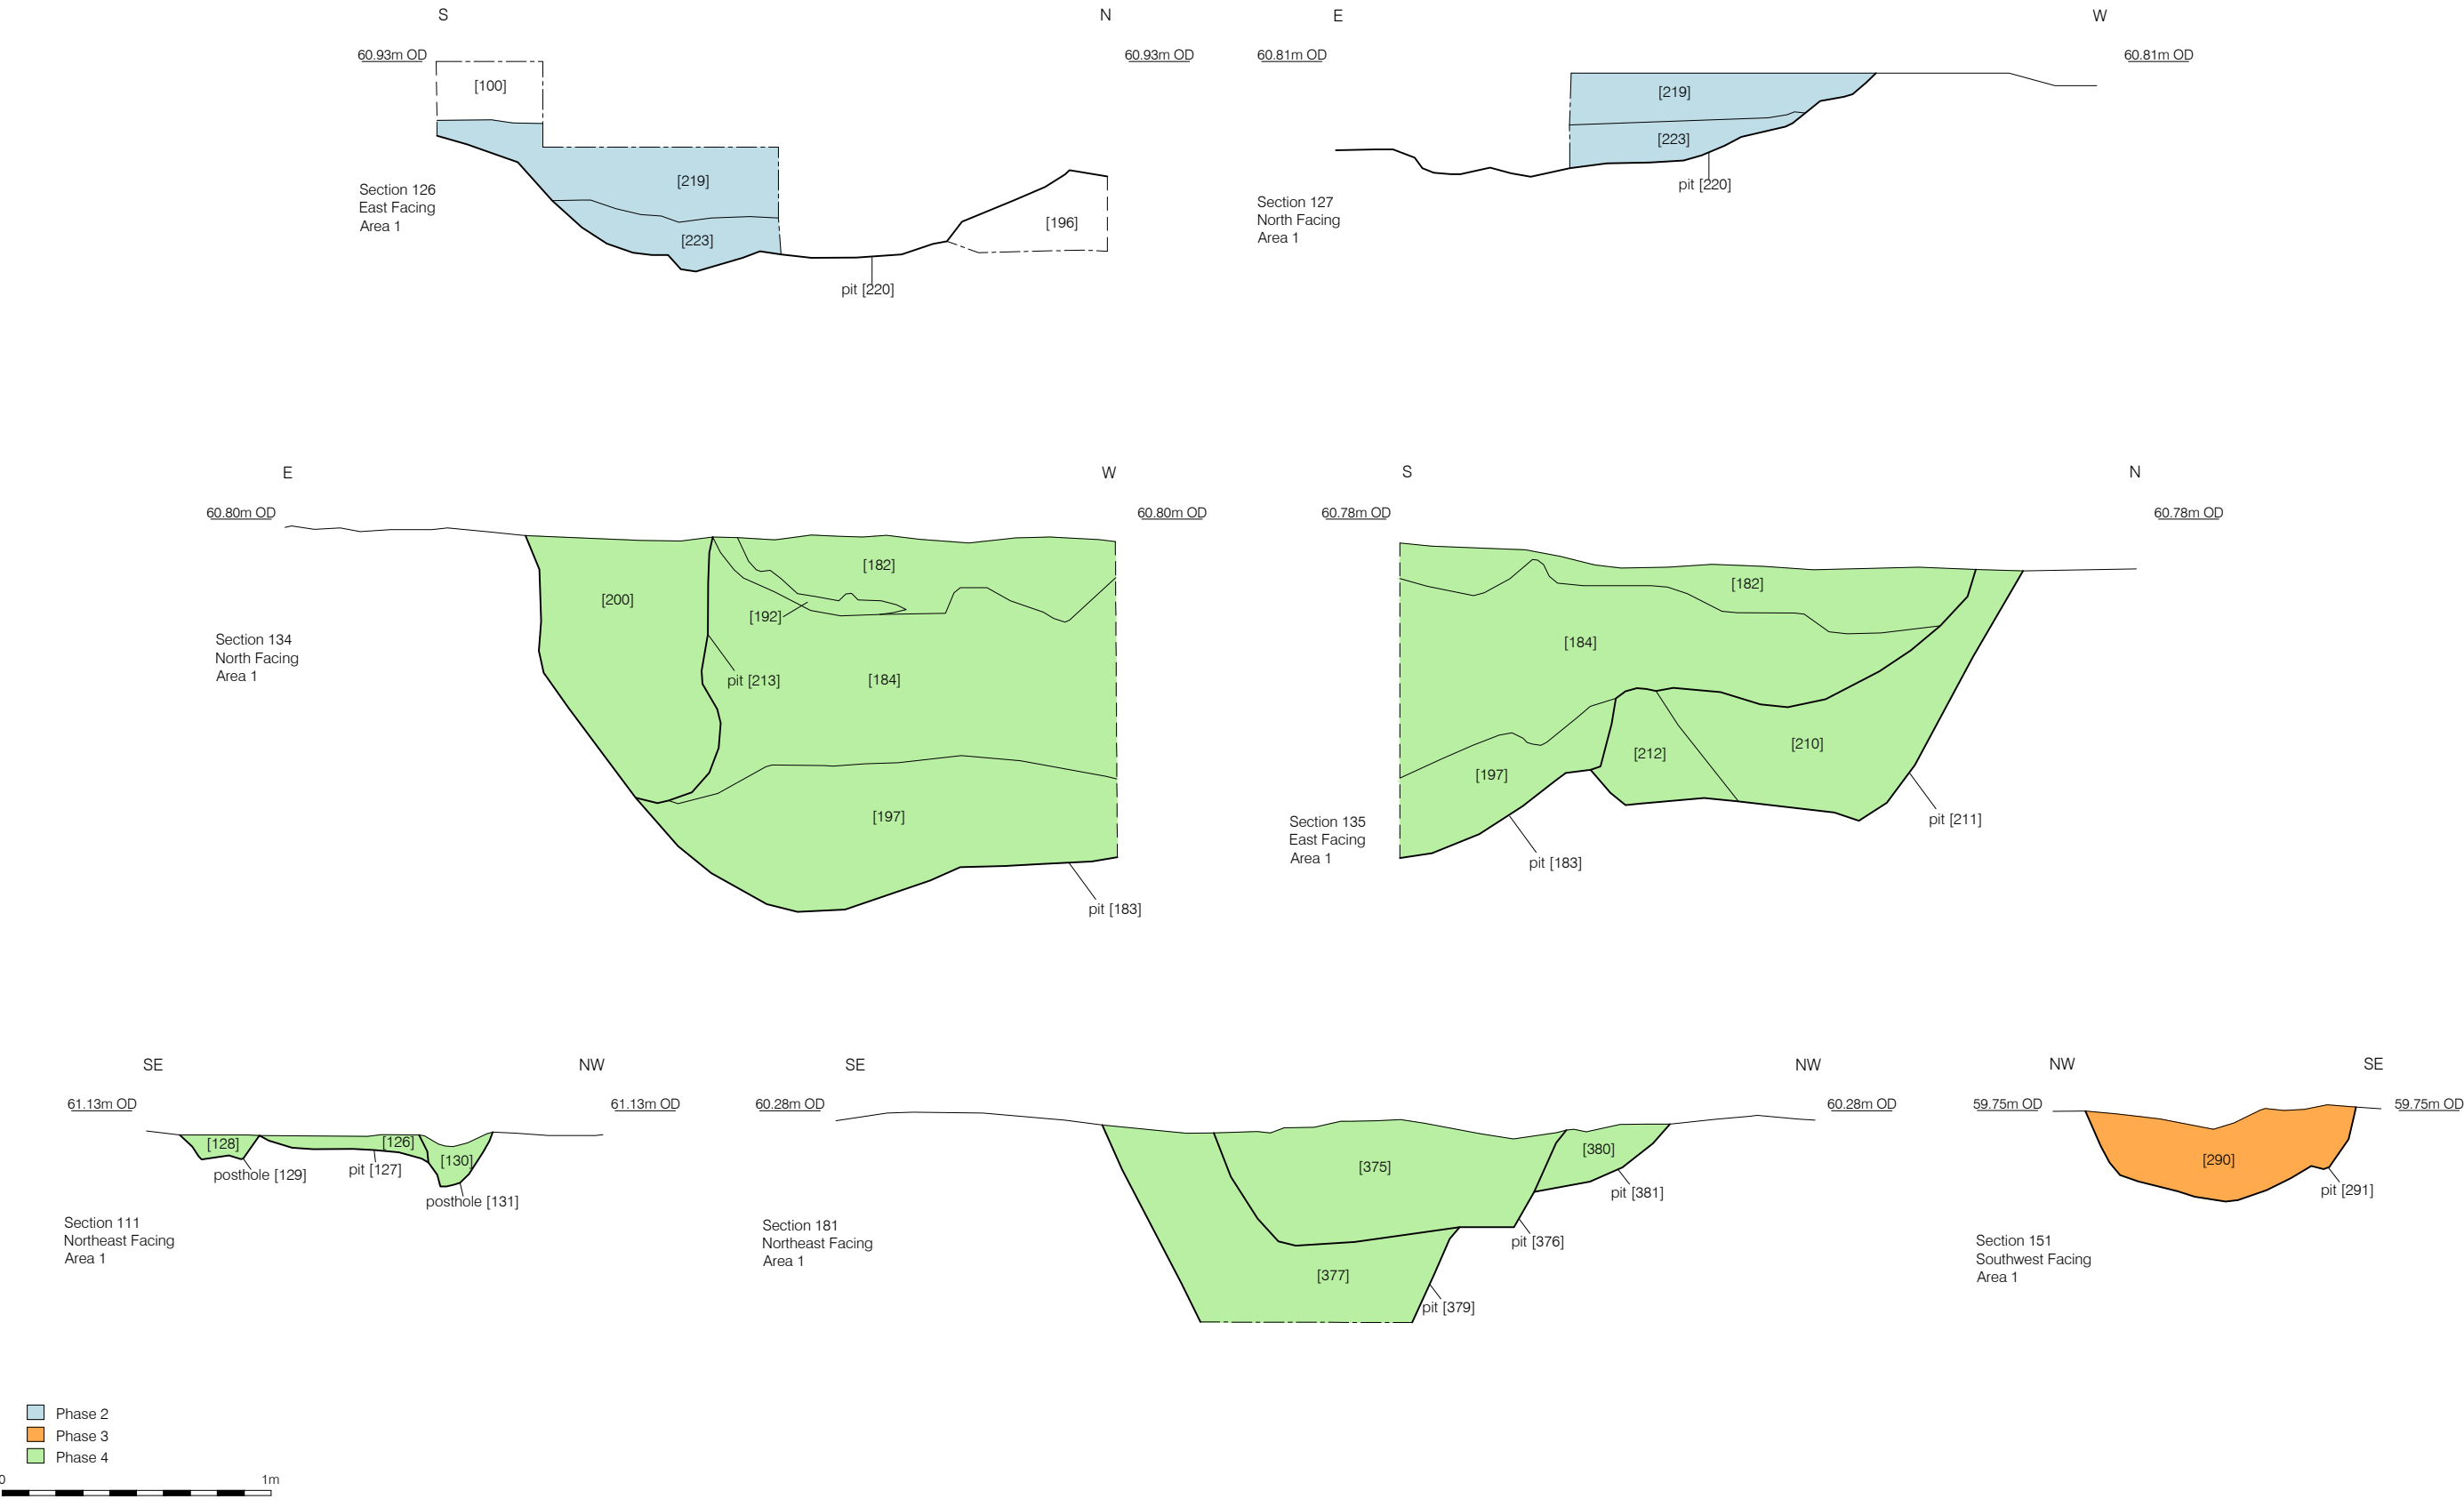 S
N
60.93m OD
60.93m OD
[100]
[219]
[223]
[196]
pit [220]
Section 126
East Facing
Area 1
E
W
60.81m OD
60.81m OD
[219]
[223]
pit [220]
Section 127
North Facing
Area 1
E
W
60.80m OD
60.80m OD
[182]
[200]
[192]
pit [213]
[184]
[197]
pit [183]
Section 134
North Facing
Area 1
S
N
60.78m OD
60.78m OD
[182]
[184]
[212]
[210]
[197]
pit [211]
pit [183]
Section 135
East Facing
Area 1
SE
NW
61.13m OD
61.13m OD
[128]
[126]
[130]
posthole [129]
pit [127]
posthole [131]
Section 111
Northeast Facing
Area 1
SE
NW
60.28m OD
60.28m OD
[380]
[375]
pit [381]
pit [376]
[377]
pit [379]
Section 181
Northeast Facing
Area 1
NW
SE
59.75m OD
59.75m OD
[290]
pit [291]
Section 151
Southwest Facing
Area 1
Phase 2
Phase 3
Phase 4
0
1m